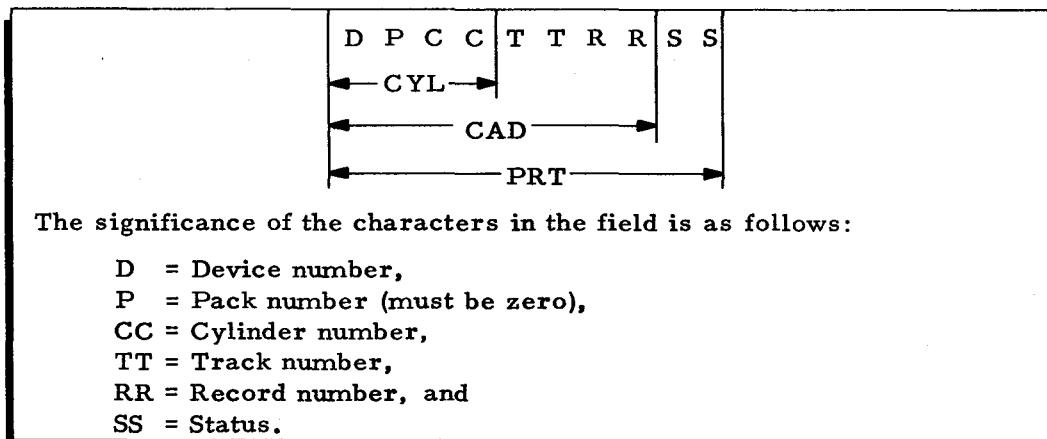 D P C C T T R R S S
CYL
CAD
PRT
The significance of the characters in the field is as follows:
D = Device number,
P = Pack number (must be zero),
CC = Cylinder number,
TT = Track number,
RR = Record number, and
SS = Status.